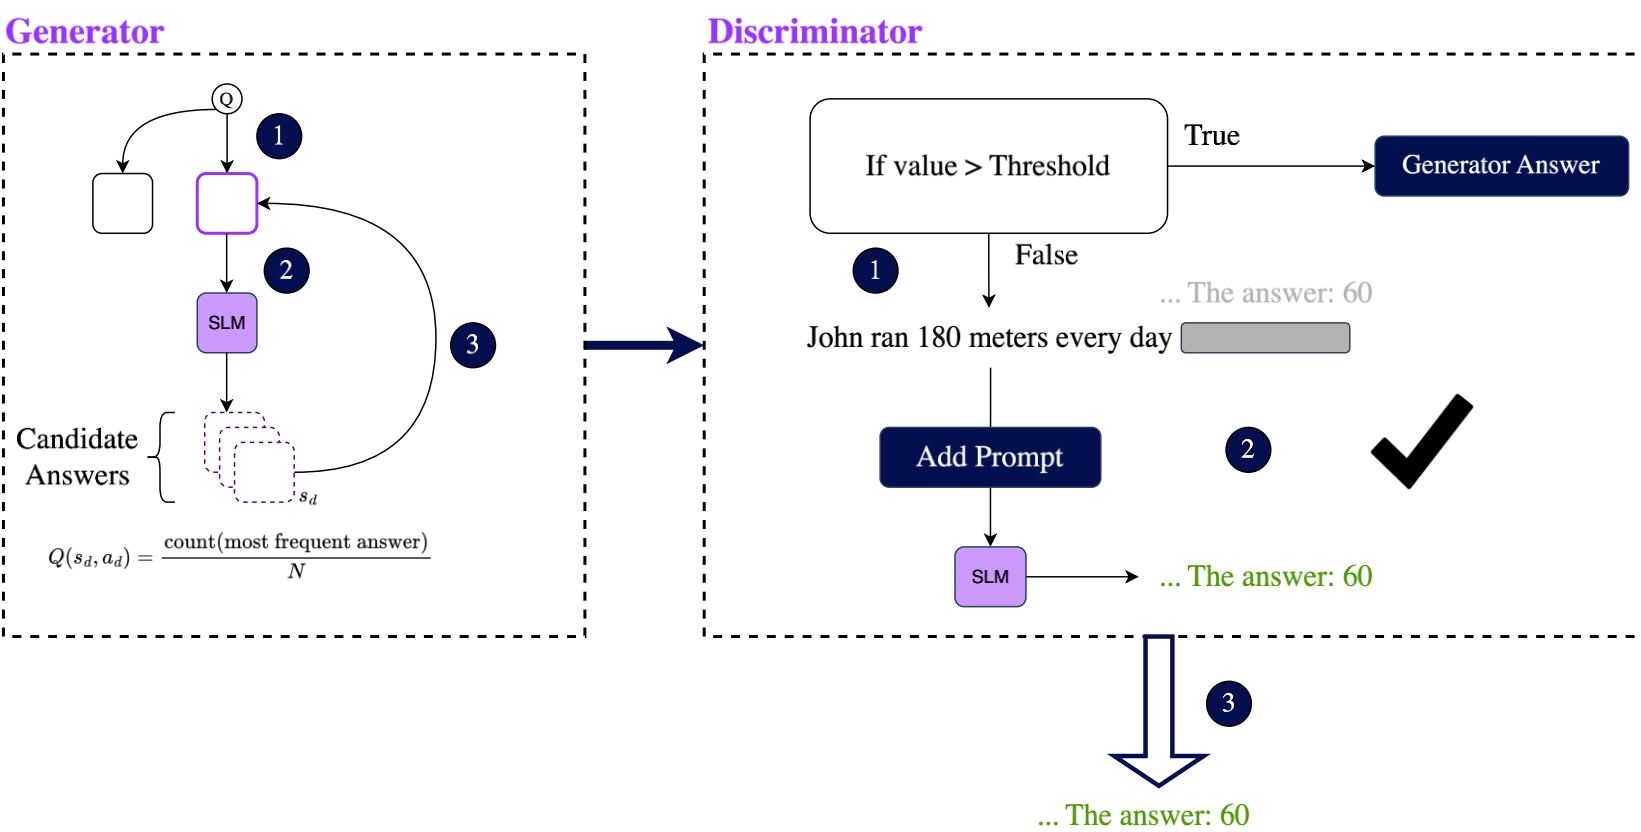 Generator
Q
1
2
SLM
3
Candidate
Answers
s_d
Q(s_d, a_d) = count(most frequent answer) / N
Discriminator
If value > Threshold
True
Generator Answer
False
1
... The answer: 60
John ran 180 meters every day
Add Prompt
2
SLM
... The answer: 60
3
... The answer: 60